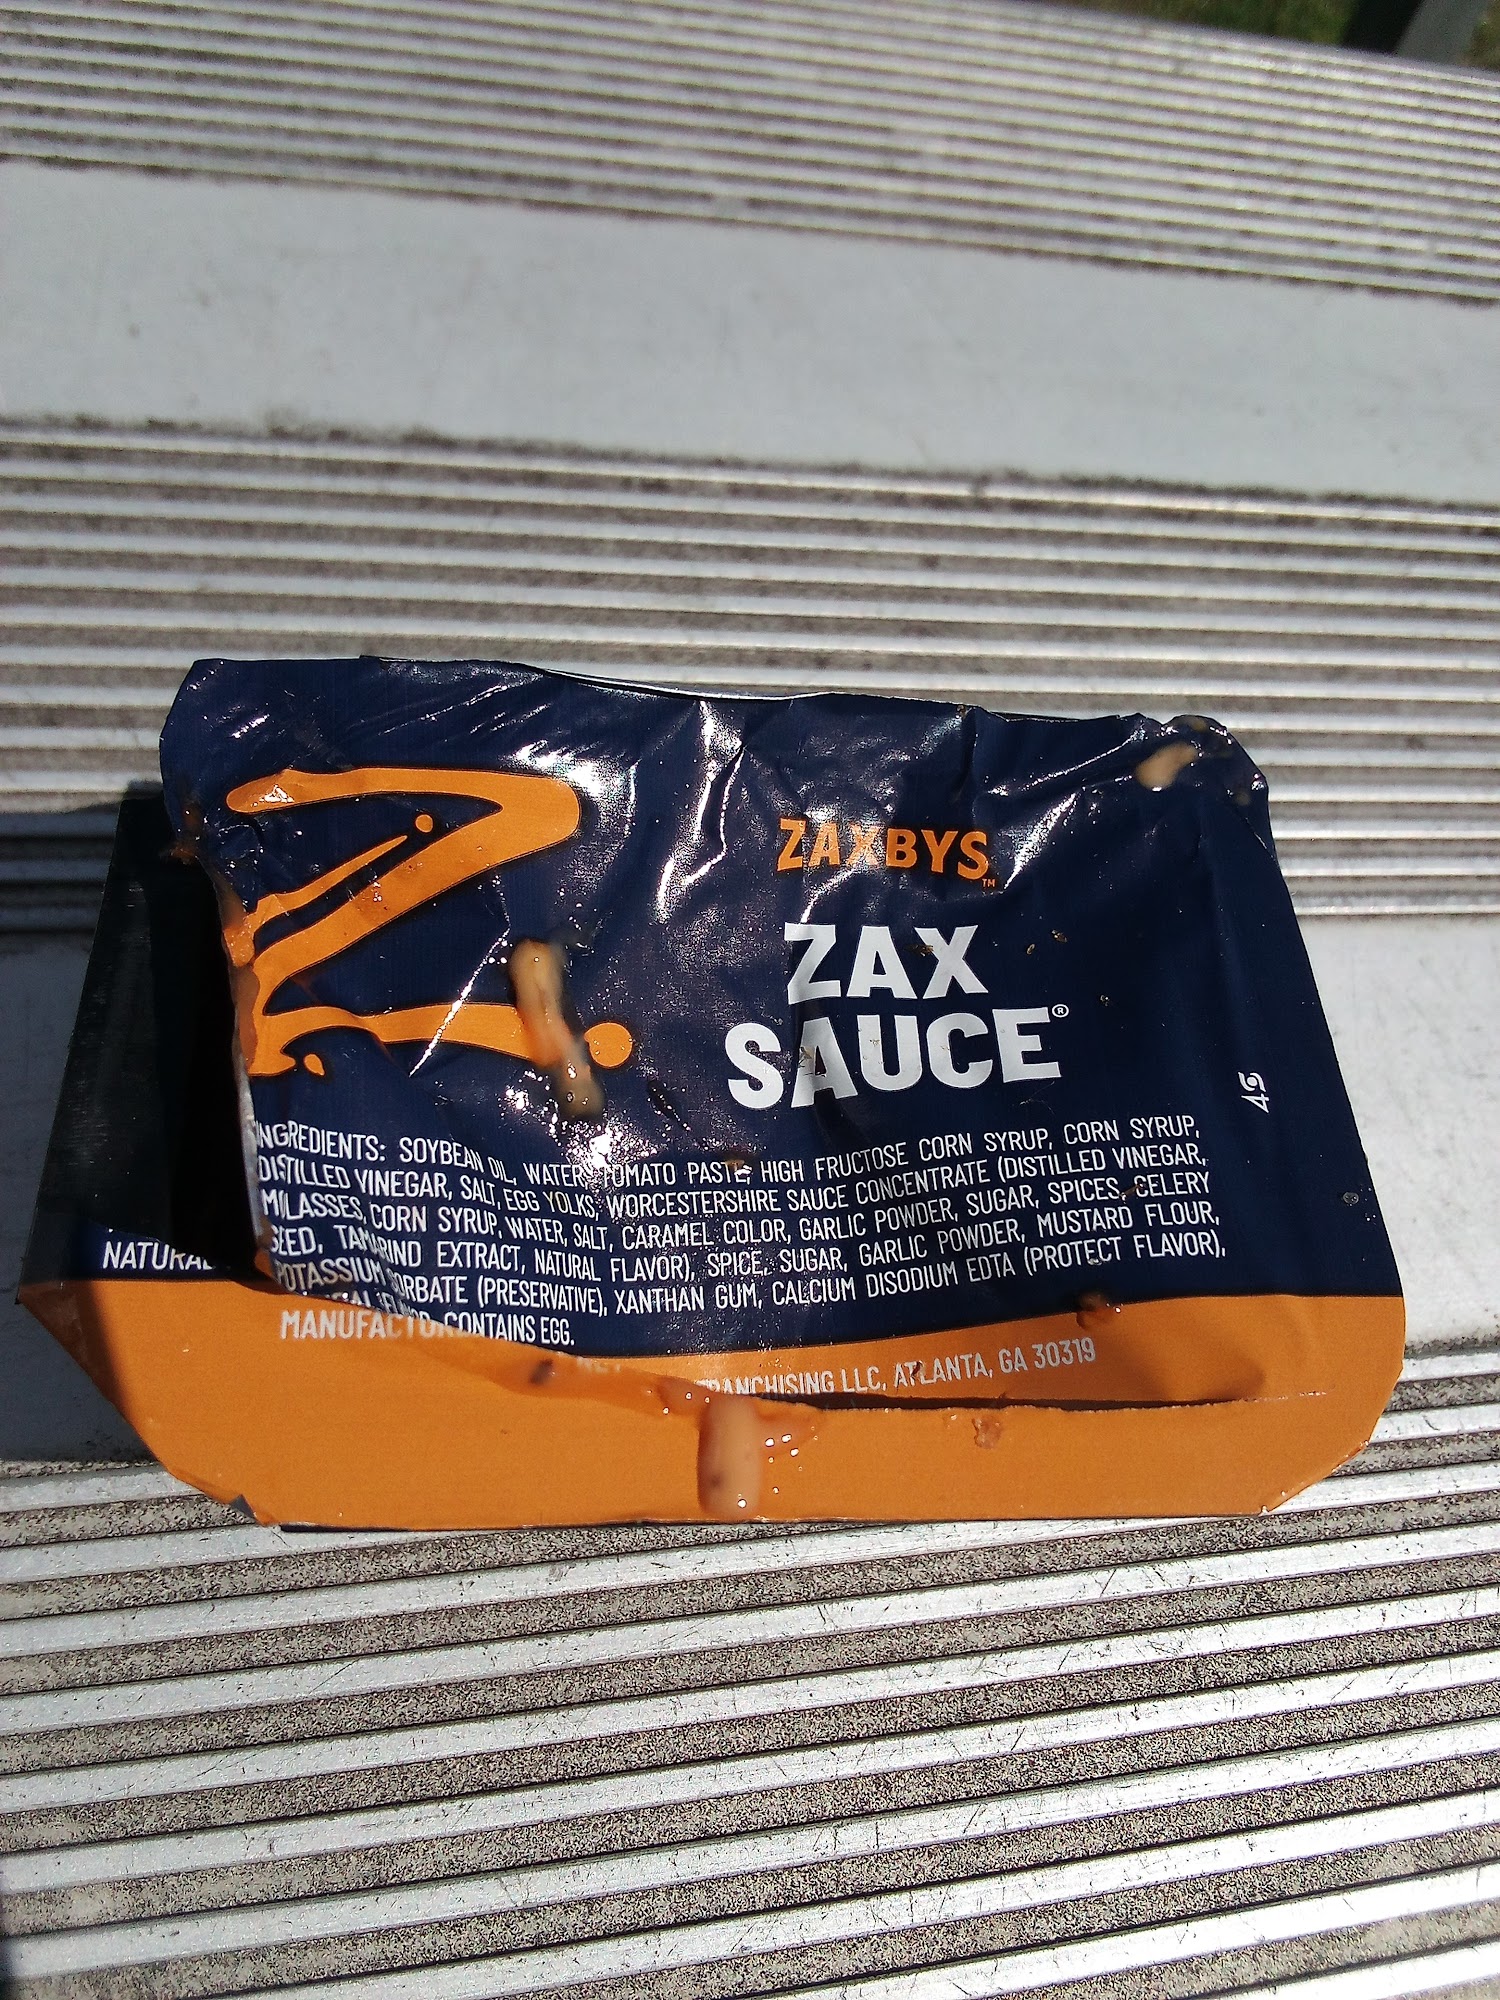 ZAXBYS™
ZAX
SAUCE®
INGREDIENTS: SOYBEAN OIL, WATER, TOMATO PASTE, HIGH FRUCTOSE CORN SYRUP, CORN SYRUP,
DISTILLED VINEGAR, SALT, EGG YOLKS, WORCESTERSHIRE SAUCE CONCENTRATE (DISTILLED VINEGAR,
MOLASSES, CORN SYRUP, WATER, SALT, CARAMEL COLOR, GARLIC POWDER, SUGAR, SPICES, CELERY
SEED, TAMARIND EXTRACT, NATURAL FLAVOR), SPICE, SUGAR, GARLIC POWDER, MUSTARD FLOUR,
POTASSIUM SORBATE (PRESERVATIVE), XANTHAN GUM, CALCIUM DISODIUM EDTA (PROTECT FLAVOR),
NATURAL
CONTAINS EGG.
MANUFACTU FRANCHISING LLC, ATLANTA, GA 30319